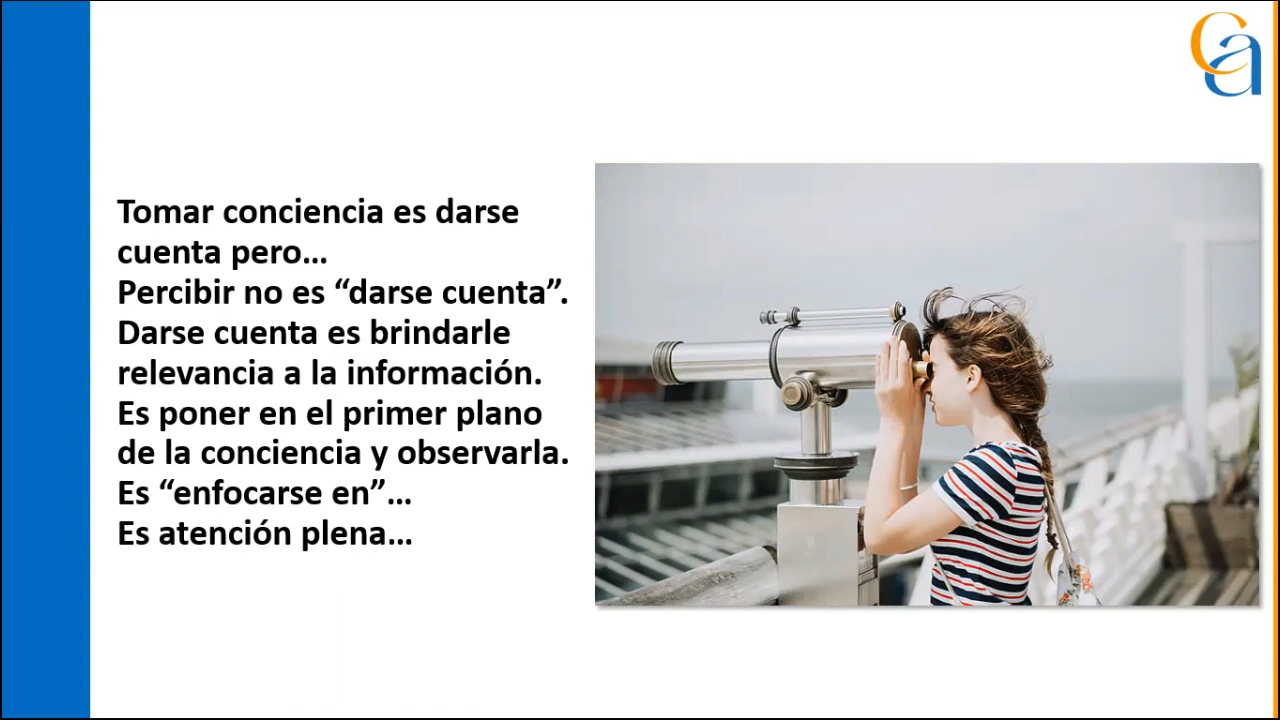 Ca
Tomar conciencia es darse
cuenta pero...
Percibir no es “darse cuenta”.
Darse cuenta es brindarle
relevancia a la información.
Es poner en el primer plano
de la conciencia y observarla.
Es “enfocarse en”...
Es atención plena...